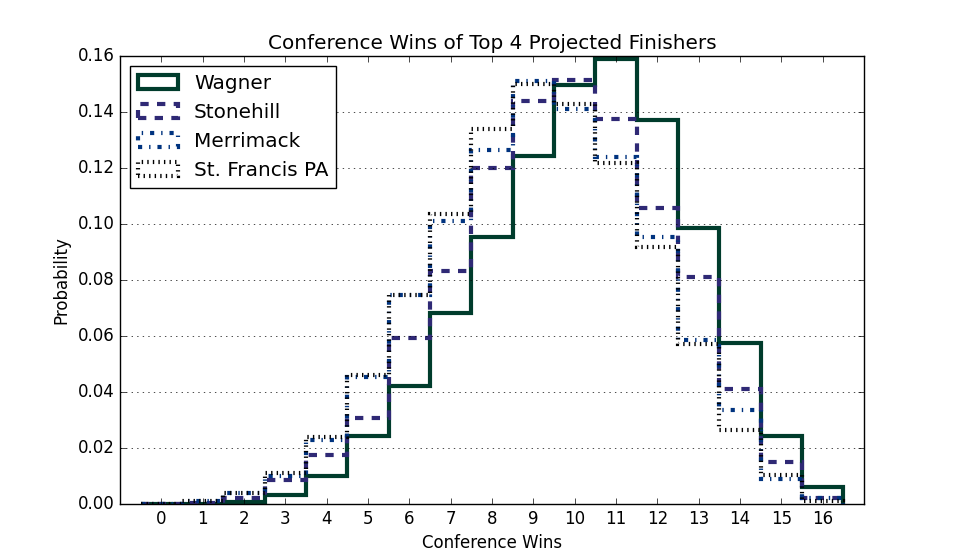 Conference Wins of Top 4 Projected Finishers
0.16
0.14
0.12
0.10
0.08
0.06
0.04
0.02
0.00
Probability
Wagner
Stonehill
Merrimack
St. Francis PA
0 1 2 3 4 5 6 7 8 9 10 11 12 13 14 15 16
Conference Wins